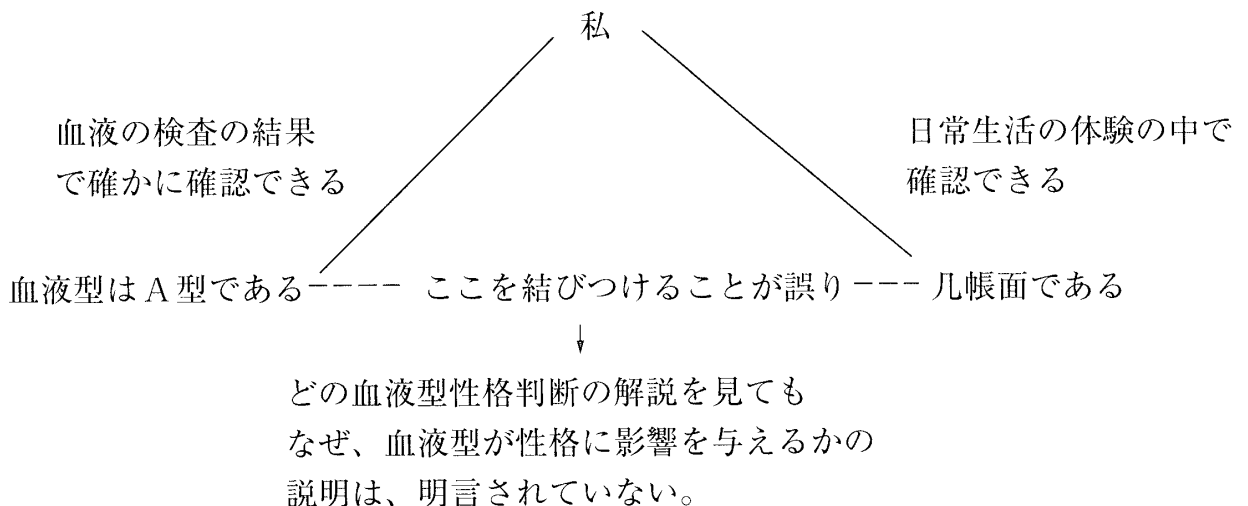 私
血液の検査の結果
で確かに確認できる
日常生活の体験の中で
確認できる
血液型はA型である---- ここを結びつけることが誤り--- 几帳面である
↓
どの血液型性格判断の解説を見ても
なぜ、血液型が性格に影響を与えるかの
説明は、明言されていない。